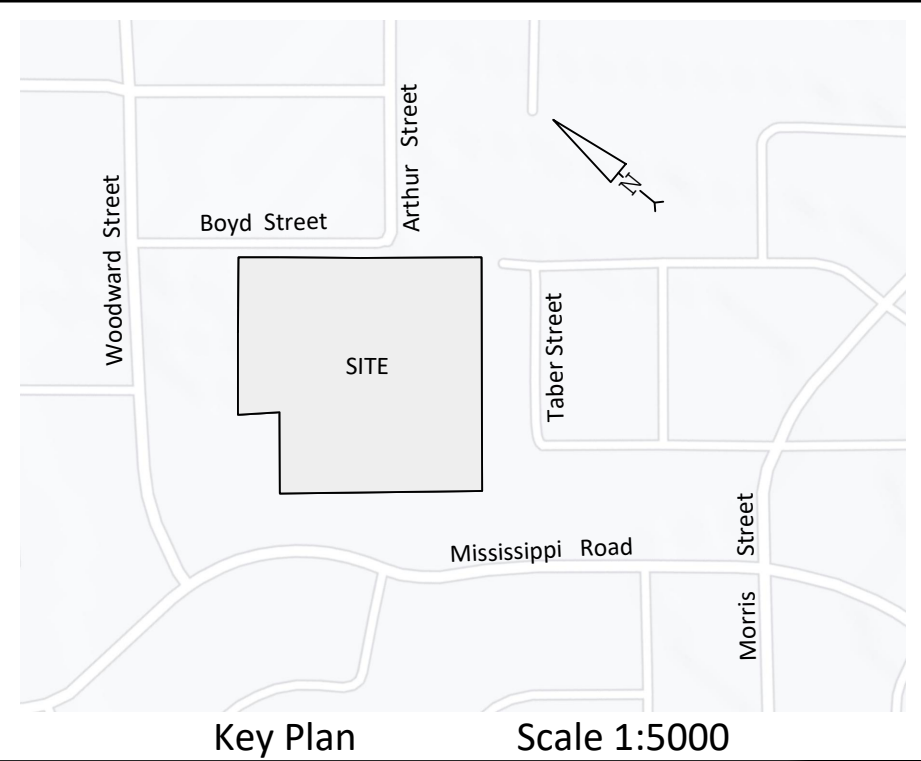 Arthur Street
Woodward Street
Boyd Street
N
Taber Street
SITE
Morris Street
Mississippi Road
Key Plan
Scale 1:5000